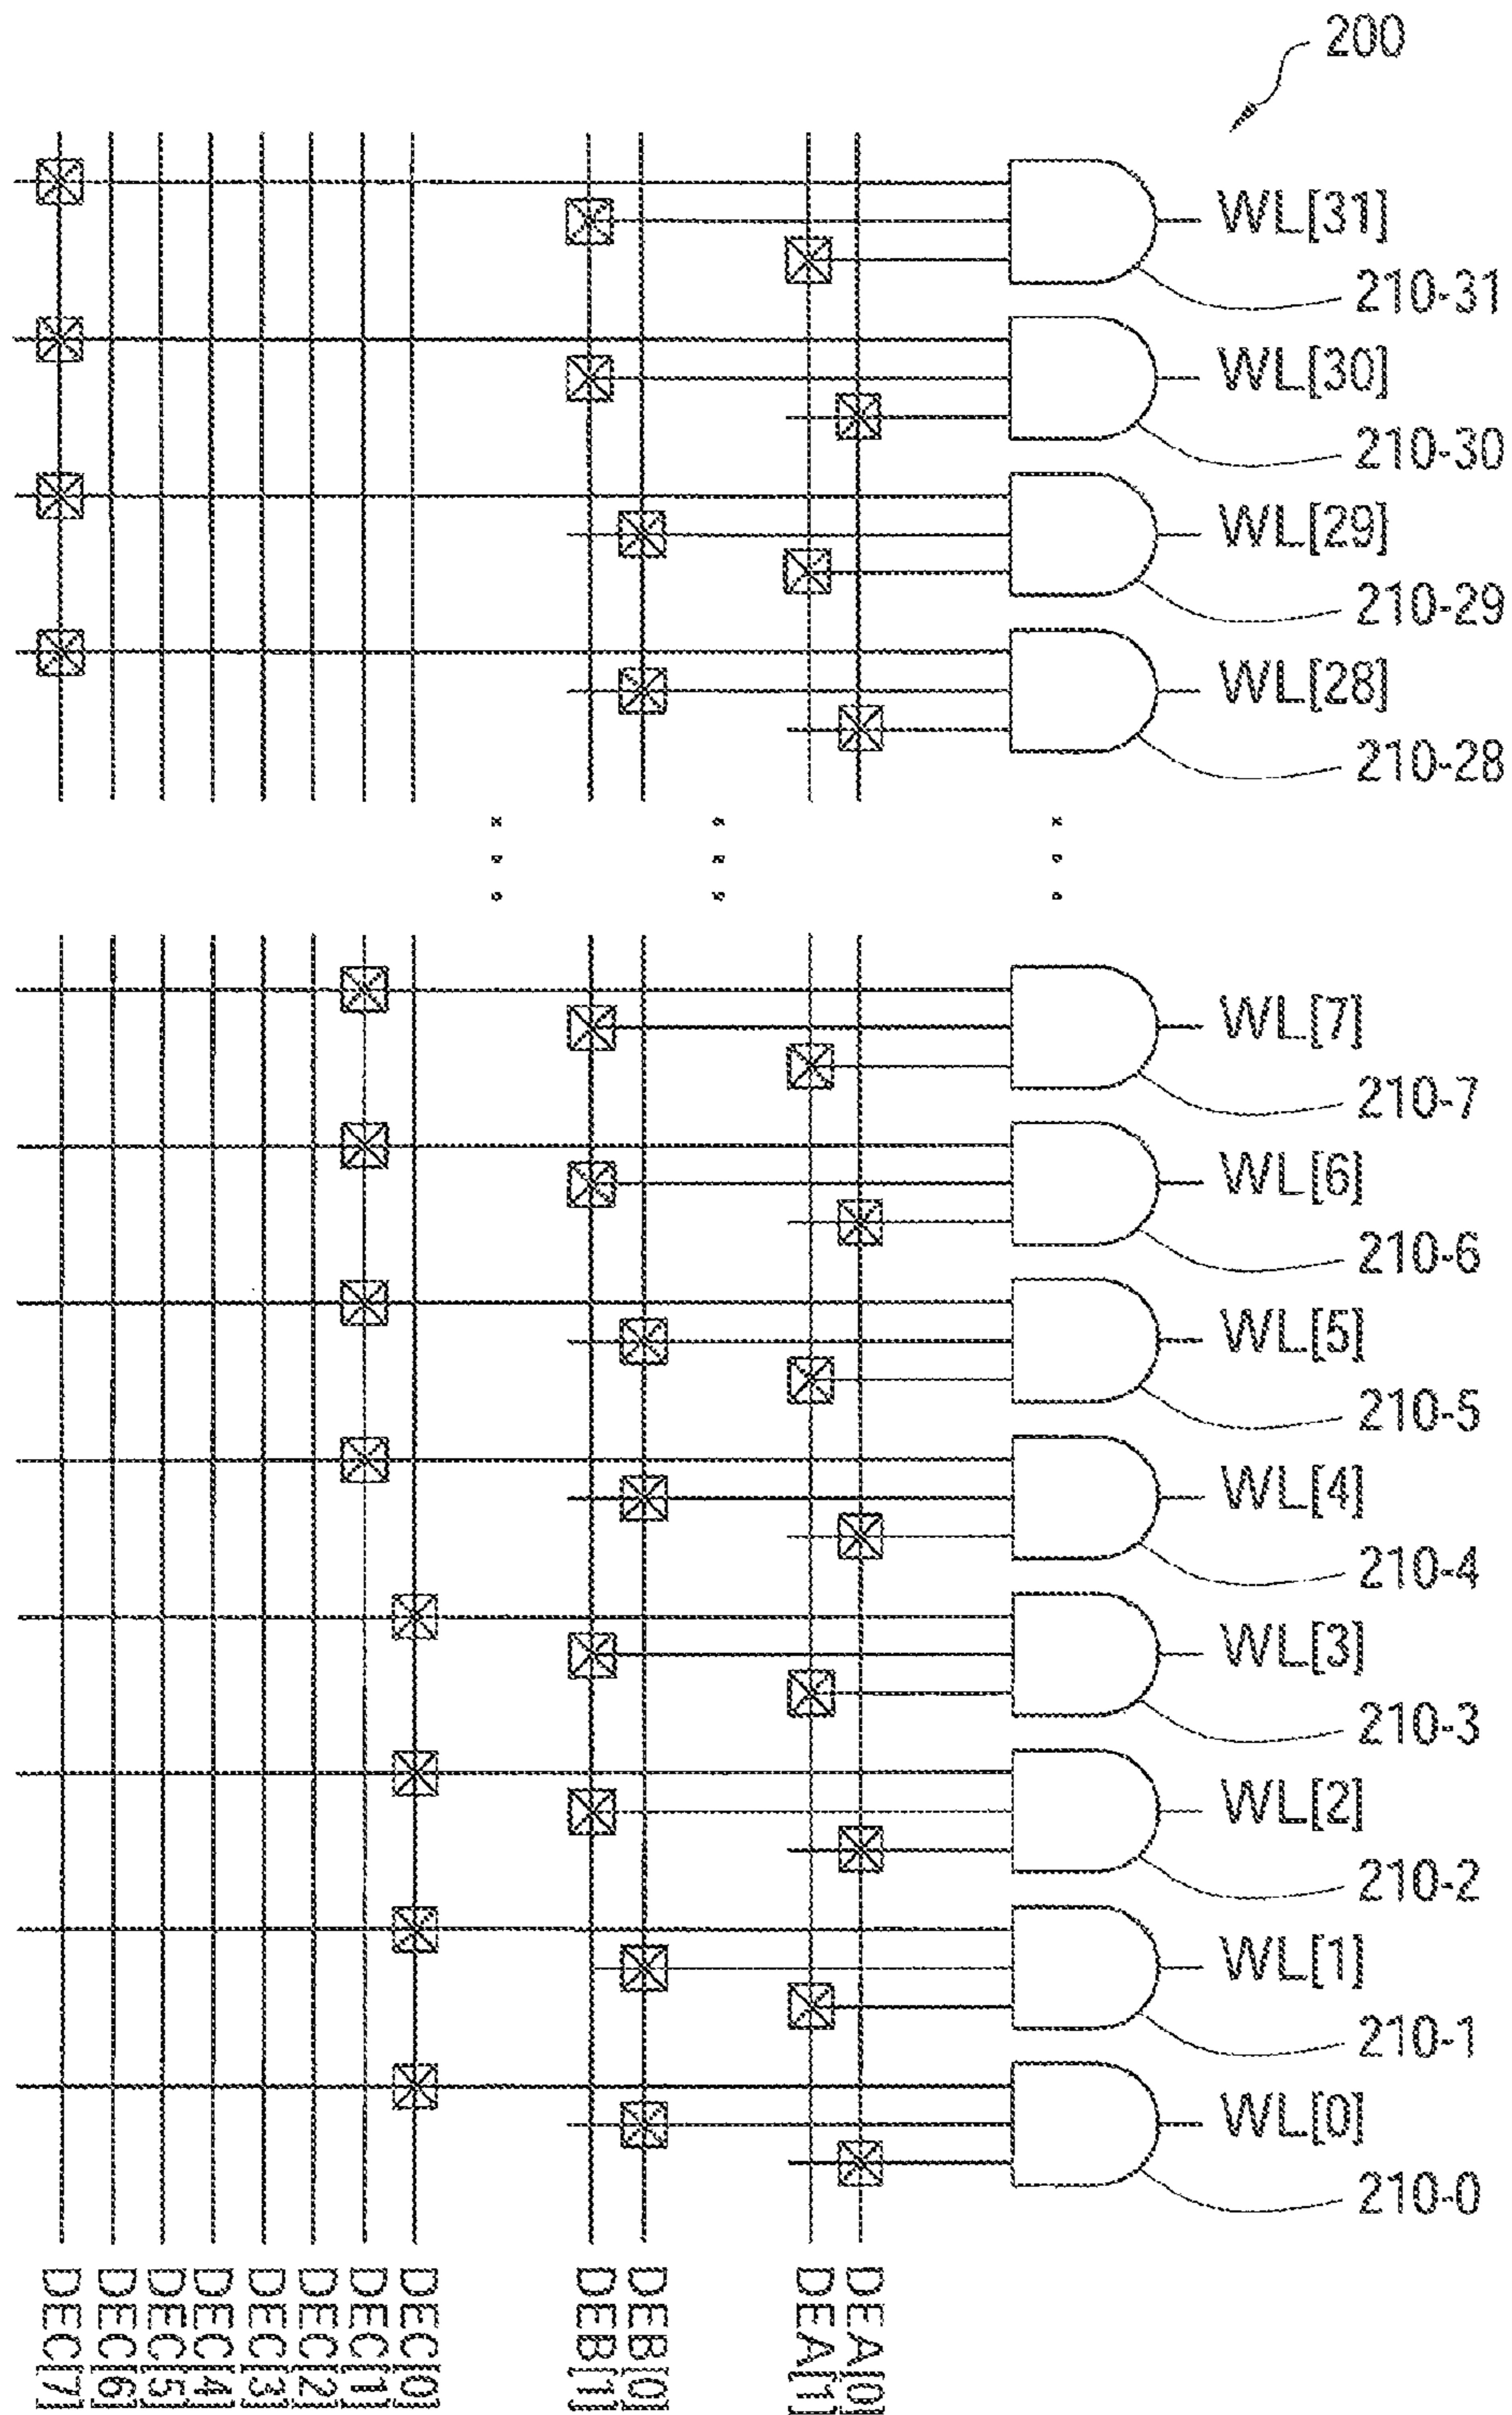 200
WL[31]
210-31
WL[30]
210-30
WL[29]
210-29
WL[28]
210-28
WL[7]
210-7
WL[6]
210-6
WL[5]
210-5
WL[4]
210-4
WL[3]
210-3
WL[2]
210-2
WL[1]
210-1
WL[0]
210-0
DEC[7]
DEC[6]
DEC[5]
DEC[4]
DEC[3]
DEC[2]
DEC[1]
DEC[0]
DEB[1]
DEB[0]
DEA[1]
DEA[0]